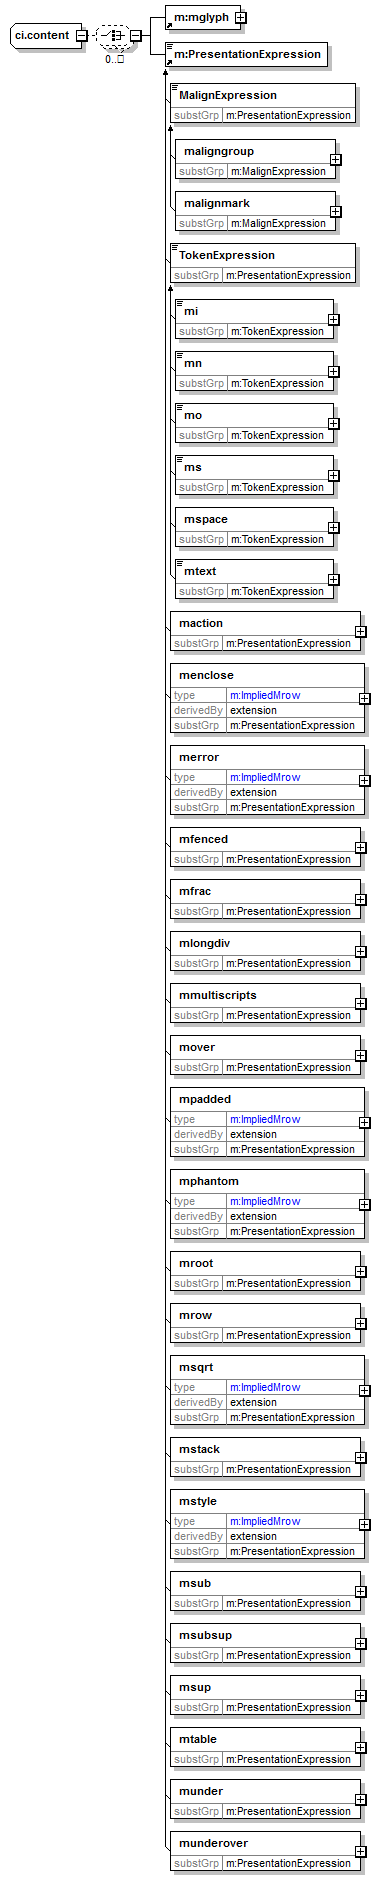 m:mglyph
ci.content
0..
m:PresentationExpression
MalignExpression
substGrp m:PresentationExpression
maligngroup
substGrp m:MalignExpression
malignmark
substGrp m:MalignExpression
TokenExpression
substGrp m:PresentationExpression
mi
substGrp m:TokenExpression
mn
substGrp m:TokenExpression
mo
substGrp m:TokenExpression
ms
substGrp m:TokenExpression
mspace
substGrp m:TokenExpression
mtext
substGrp m:TokenExpression
maction
substGrp m:PresentationExpression
menclose
type m:ImpliedMrow
derivedBy extension
substGrp m:PresentationExpression
merror
type m:ImpliedMrow
derivedBy extension
substGrp m:PresentationExpression
mfenced
substGrp m:PresentationExpression
mfrac
substGrp m:PresentationExpression
mlongdiv
substGrp m:PresentationExpression
mmultiscripts
substGrp m:PresentationExpression
mover
substGrp m:PresentationExpression
mpadded
type m:ImpliedMrow
derivedBy extension
substGrp m:PresentationExpression
mphantom
type m:ImpliedMrow
derivedBy extension
substGrp m:PresentationExpression
mroot
substGrp m:PresentationExpression
mrow
substGrp m:PresentationExpression
msqrt
type m:ImpliedMrow
derivedBy extension
substGrp m:PresentationExpression
mstack
substGrp m:PresentationExpression
mstyle
type m:ImpliedMrow
derivedBy extension
substGrp m:PresentationExpression
msub
substGrp m:PresentationExpression
msubsup
substGrp m:PresentationExpression
msup
substGrp m:PresentationExpression
mtable
substGrp m:PresentationExpression
munder
substGrp m:PresentationExpression
munderover
substGrp m:PresentationExpression